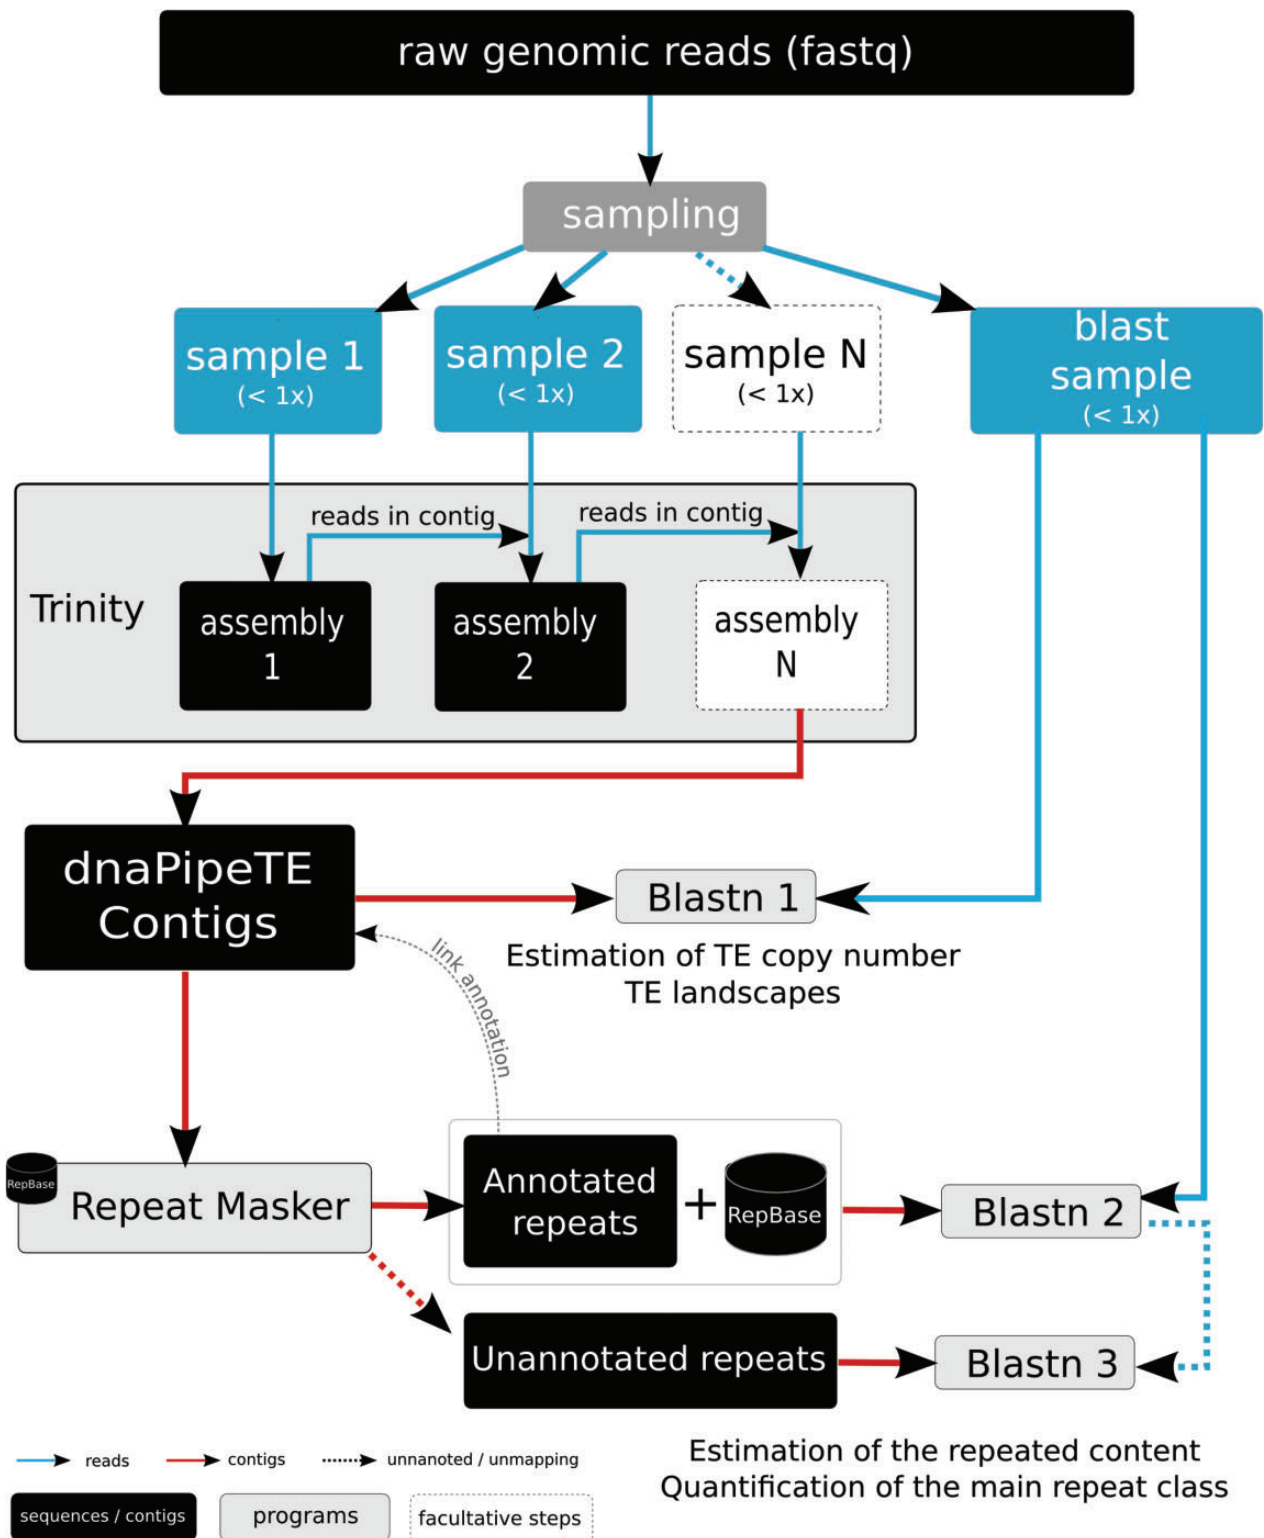 raw genomic reads (fastq)
sampling
sample 1
(< 1x)
sample 2
(< 1x)
sample N
(< 1x)
blast
sample
(< 1x)
reads in contig
reads in contig
Trinity
assembly
1
assembly
2
assembly
N
dnaPipeTE
Contigs
Blastn 1
Estimation of TE copy number
TE landscapes
link annotation
RepBase
Repeat Masker
Annotated
repeats
+
RepBase
Blastn 2
Unannotated repeats
Blastn 3
Estimation of the repeated content
Quantification of the main repeat class
reads
contigs
unnanoted / unmapping
sequences / contigs
programs
facultative steps